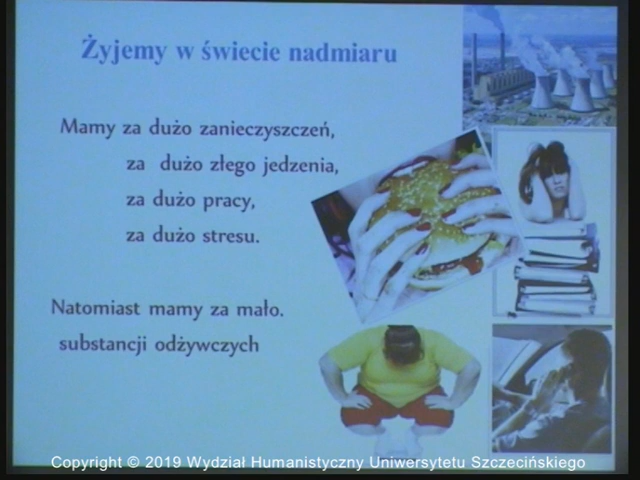 Żyjemy w świecie nadmiaru
Mamy za dużo zanieczyszczeń,
za dużo złego jedzenia,
za dużo pracy,
za dużo stresu.
Natomiast mamy za mało.
substancji odżywczych
Copyright © 2019 Wydział Humanistyczny Uniwersytetu Szczecińskiego